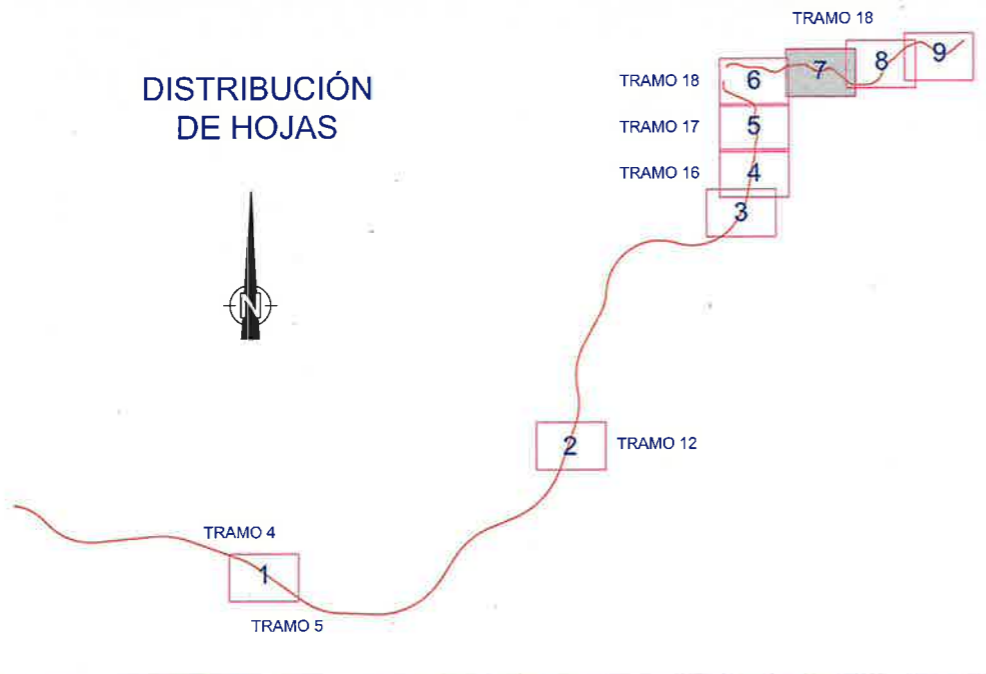 TRAMO 18
DISTRIBUCIÓN
DE HOJAS
TRAMO 18
6
7
8
9
TRAMO 17
5
TRAMO 16
4
3
N
2
TRAMO 12
TRAMO 4
1
TRAMO 5